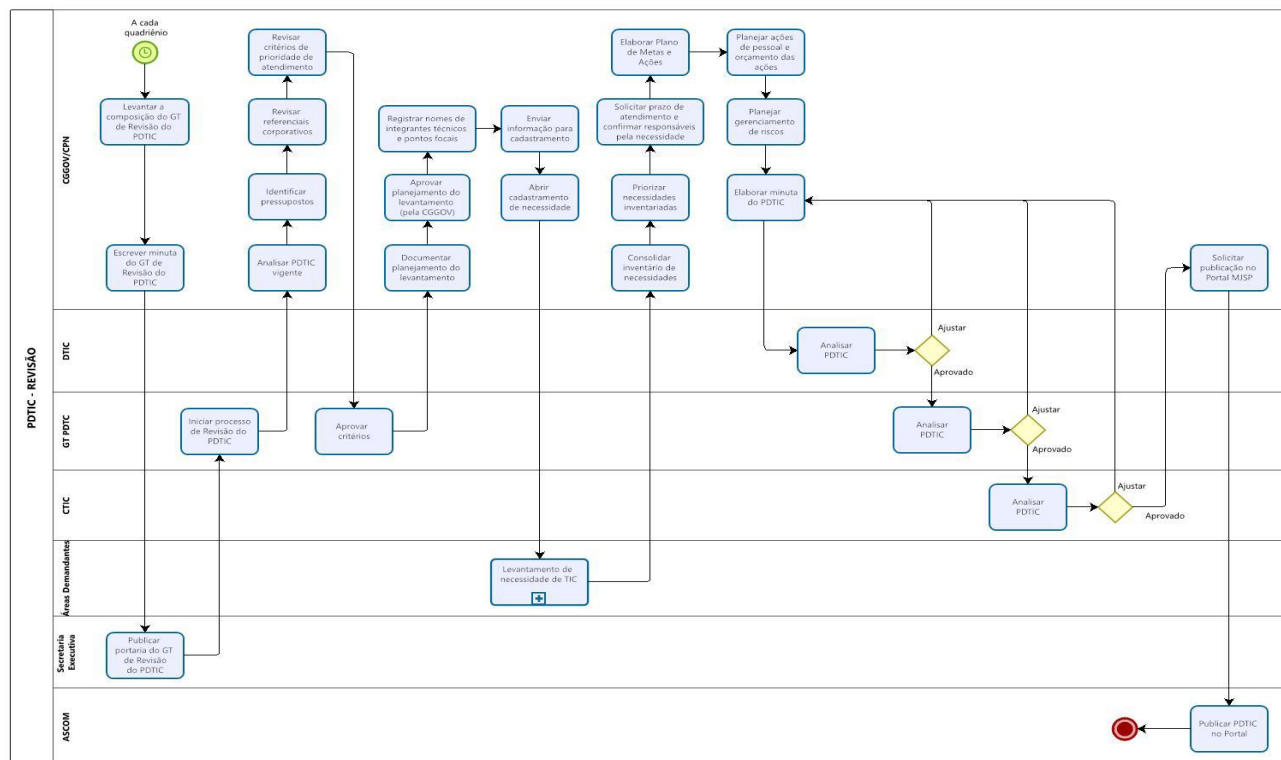 PDTIC - REVISÃO
CGGOV/CPN
A cada
quadriênio
Levantar a
composição do GT
de Revisão do
PDTIC
Escrever minuta
do GT de
Revisão do
PDTIC
Revisar
critérios de
prioridade de
atendimento
Revisar
referenciais
corporativos
Identificar
pressupostos
Analisar PDTIC
vigente
Registrar nomes de
integrantes técnicos
e pontos focais
Aprovar
planejamento do
levantamento
(pela CGGOV)
Documentar
planejamento do
levantamento
Enviar
informação para
cadastramento
Abrir
cadastramento
de necessidade
Elaborar Plano
de Metas e
Ações
Solicitar prazo de
atendimento e
confirmar responsáveis
pela necessidade
Priorizar
necessidades
inventariadas
Consolidar
inventário de
necessidades
Planejar ações
de pessoal e
orçamento das
ações
Planejar
gerenciamento
de riscos
Elaborar minuta
do PDTIC
Solicitar
publicação no
Portal MJSP
DTIC
Analisar
PDTIC
Ajustar
Aprovado
GT PDTC
Iniciar processo
de Revisão do
PDTIC
Aprovar
critérios
Analisar
PDTIC
Ajustar
Aprovado
CTIC
Analisar
PDTIC
Ajustar
Aprovado
Áreas Demandantes
Levantamento de
necessidade de TIC
Secretaria
Executiva
Publicar
portaria do GT
de Revisão
do PDTIC
ASCOM
Publicar PDTIC
no Portal